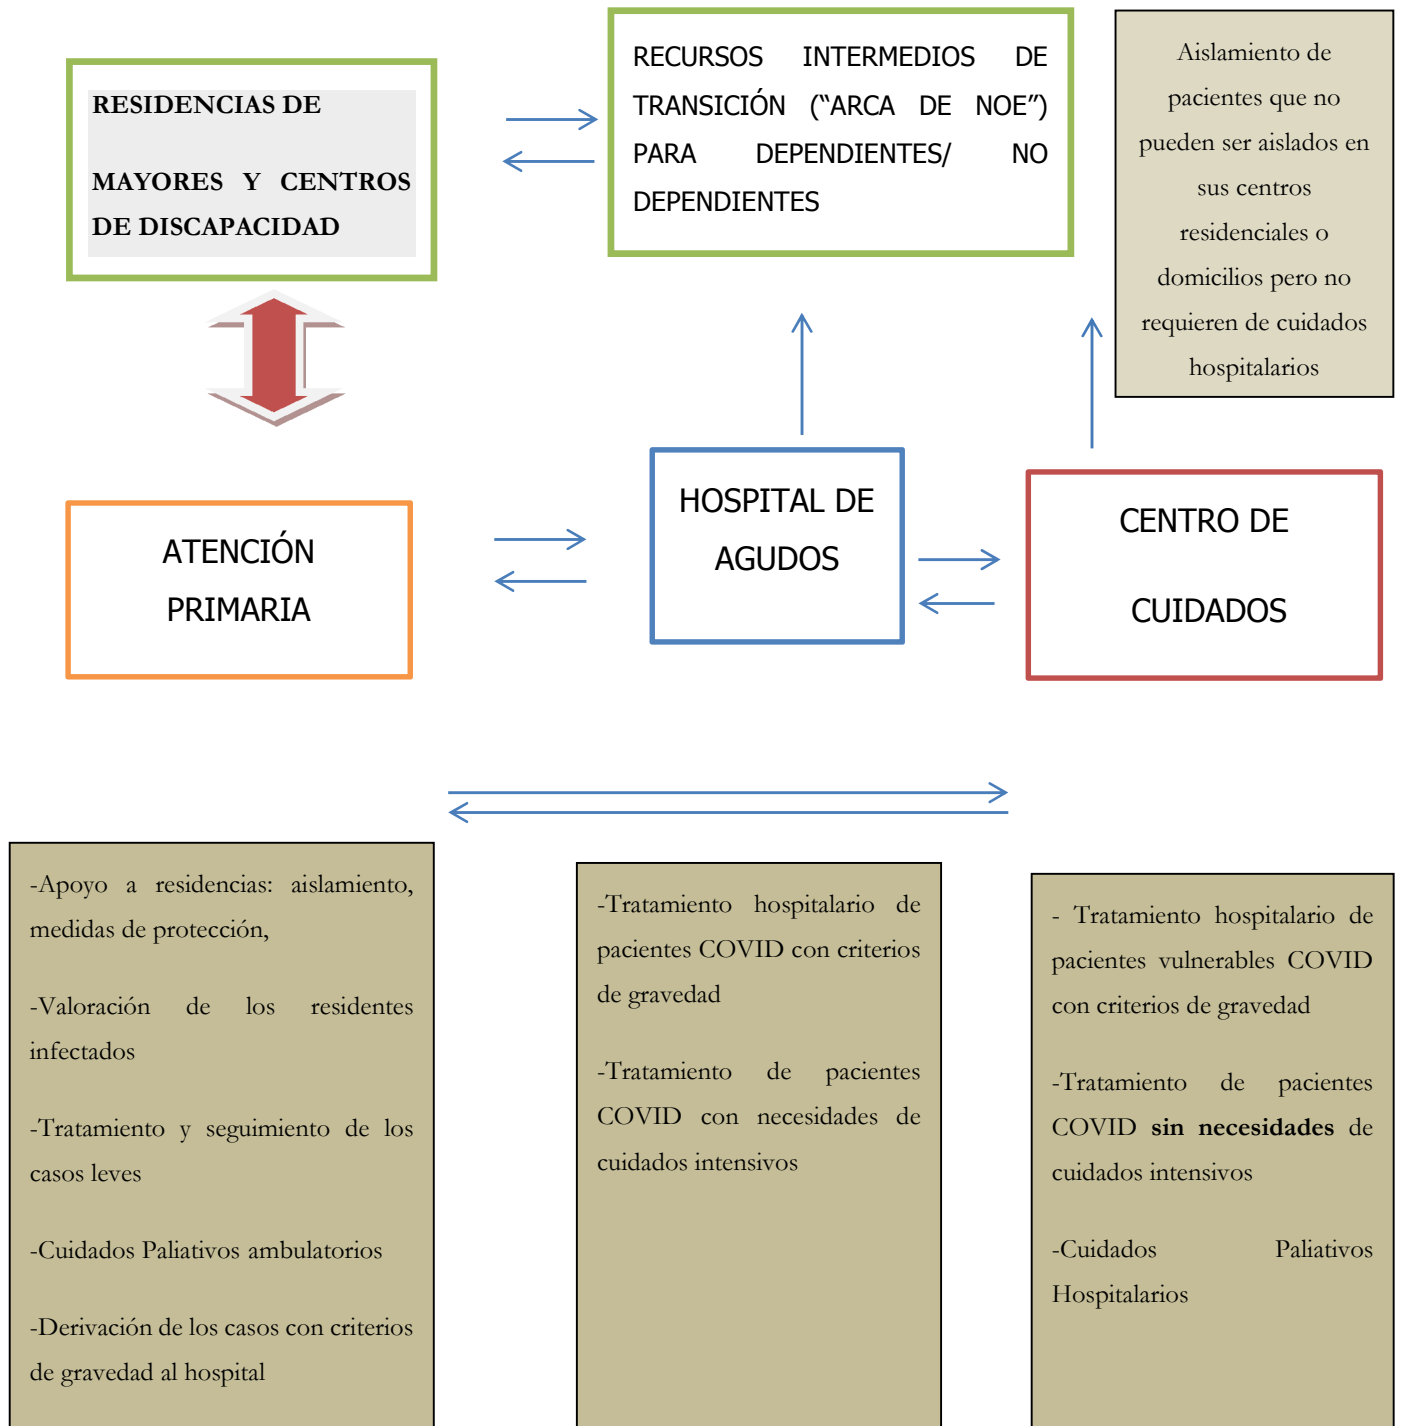 RESIDENCIAS DE
MAYORES Y CENTROS
DE DISCAPACIDAD
RECURSOS INTERMEDIOS DE
TRANSICIÓN (“ARCA DE NOE”)
PARA DEPENDIENTES/ NO
DEPENDIENTES
Aislamiento de
pacientes que no
pueden ser aislados en
sus centros
residenciales o
domicilios pero no
requieren de cuidados
hospitalarios
ATENCIÓN
PRIMARIA
HOSPITAL DE
AGUDOS
CENTRO DE
CUIDADOS
-Apoyo a residencias: aislamiento,
medidas de protección,
-Valoración de los residentes
infectados
-Tratamiento y seguimiento de los
casos leves
-Cuidados Paliativos ambulatorios
-Derivación de los casos con criterios
de gravedad al hospital
-Tratamiento hospitalario de
pacientes COVID con criterios
de gravedad
-Tratamiento de pacientes
COVID con necesidades de
cuidados intensivos
- Tratamiento hospitalario de
pacientes vulnerables COVID
con criterios de gravedad
-Tratamiento de pacientes
COVID sin necesidades de
cuidados intensivos
-Cuidados Paliativos
Hospitalarios